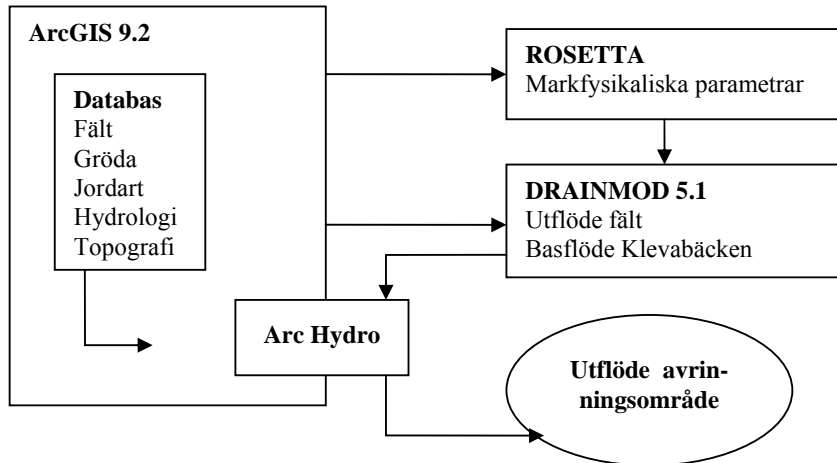 ArcGIS 9.2
Databas
Fält
Gröda
Jordart
Hydrologi
Topografi
ROSETTA
Markfysikaliska parametrar
DRAINMOD 5.1
Utflöde fält
Basflöde Klevabäcken
Arc Hydro
Utflöde avrin-
ningsområde